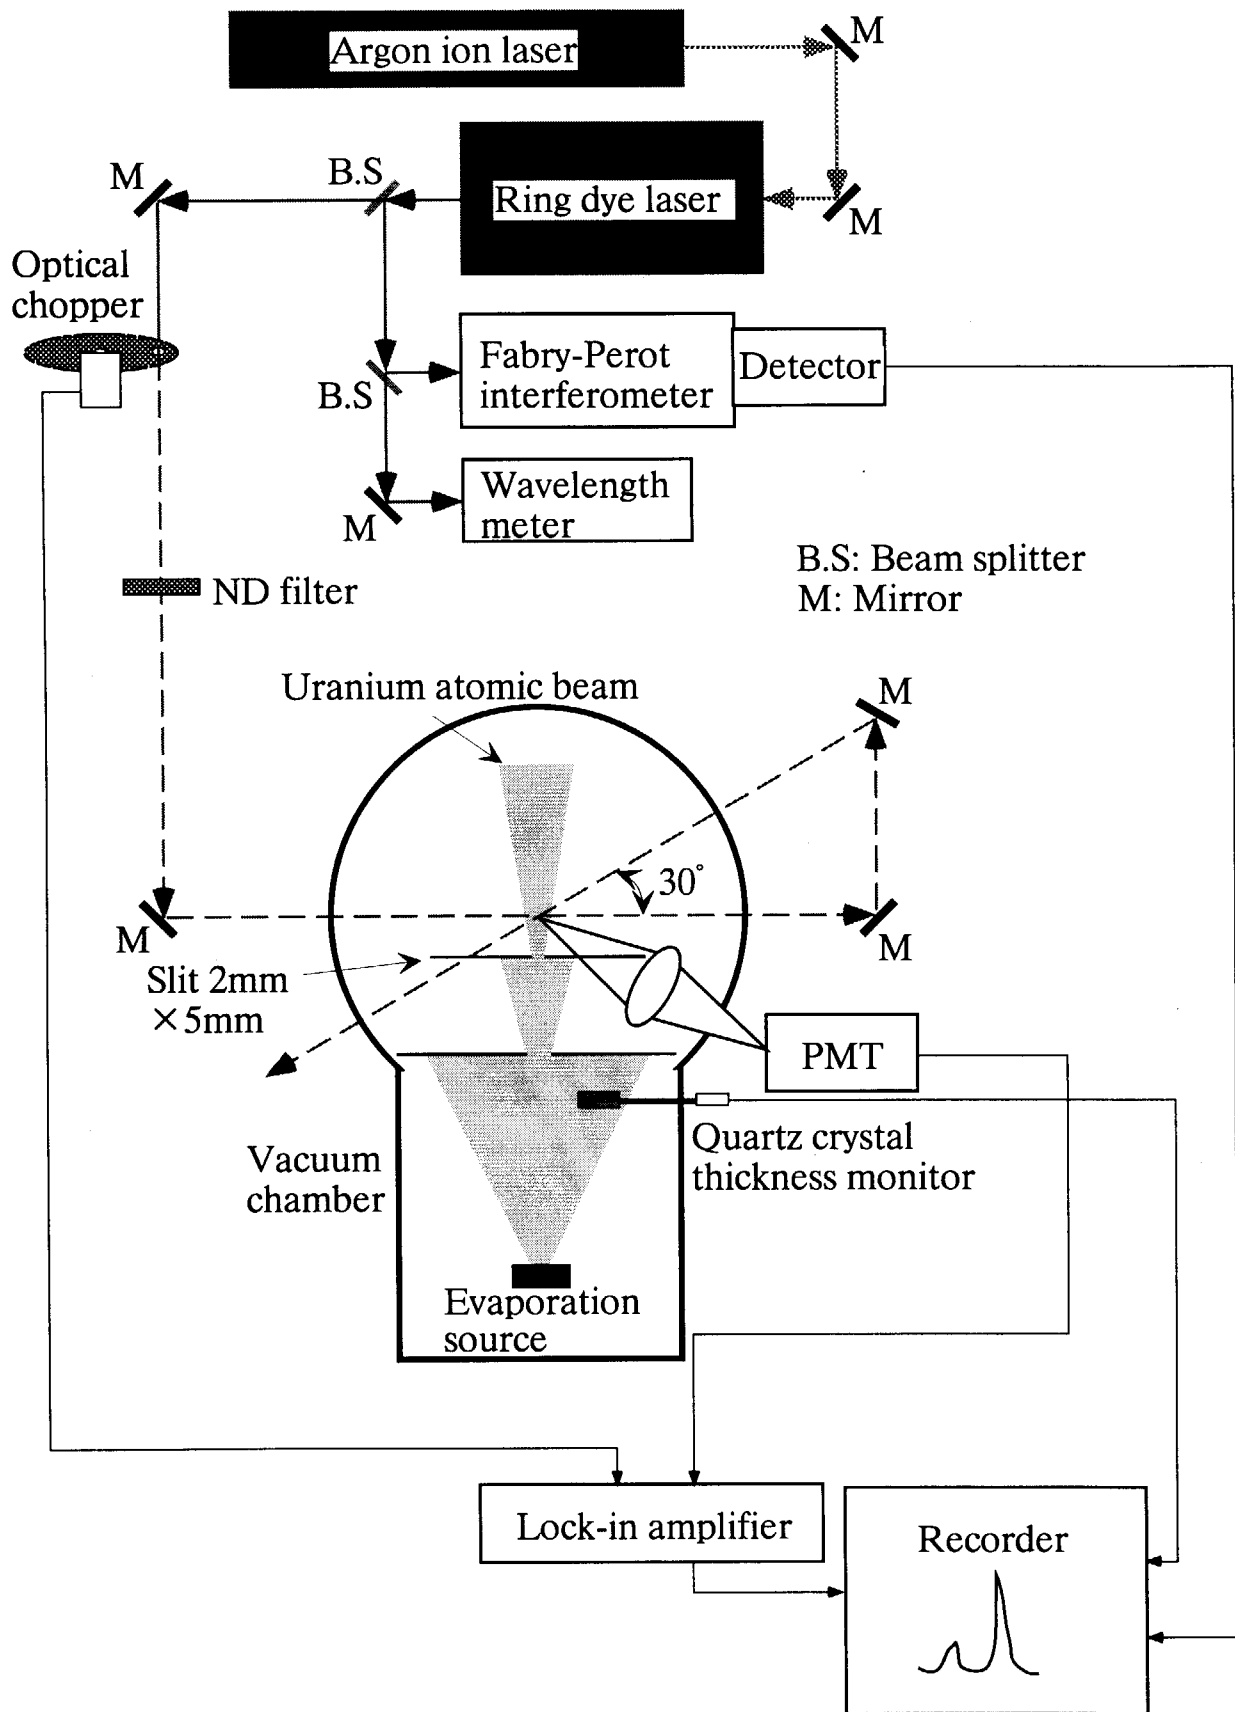 Argon ion laser
M
M
B.S
Ring dye laser
M
Optical
chopper
Fabry-Perot
interferometer
Detector
B.S
Wavelength
meter
M
B.S: Beam splitter
M: Mirror
ND filter
Uranium atomic beam
M
30°
M
M
Slit 2mm
×5mm
PMT
Quartz crystal
thickness monitor
Vacuum
chamber
Evaporation
source
Lock-in amplifier
Recorder